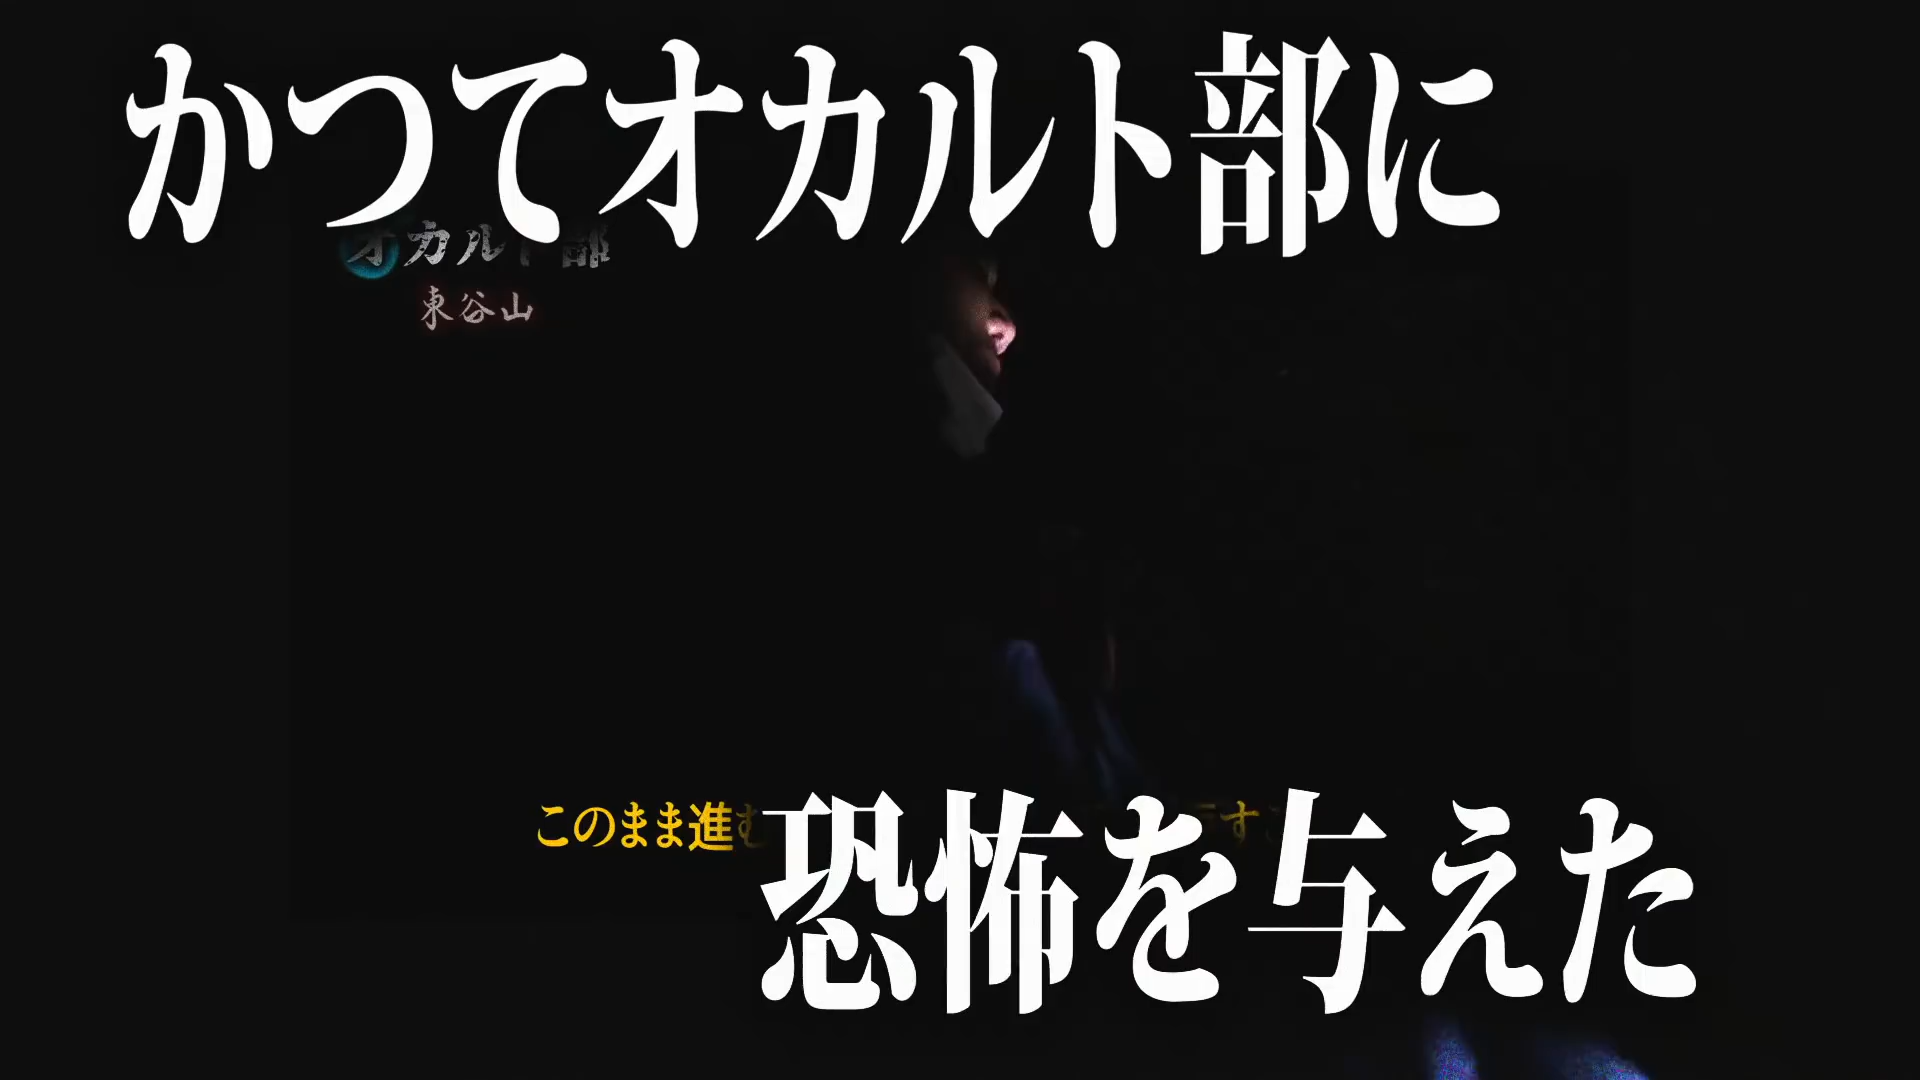 かつてオカルト部に
オカルト部
東谷山
このまま進む
恐怖を与えた